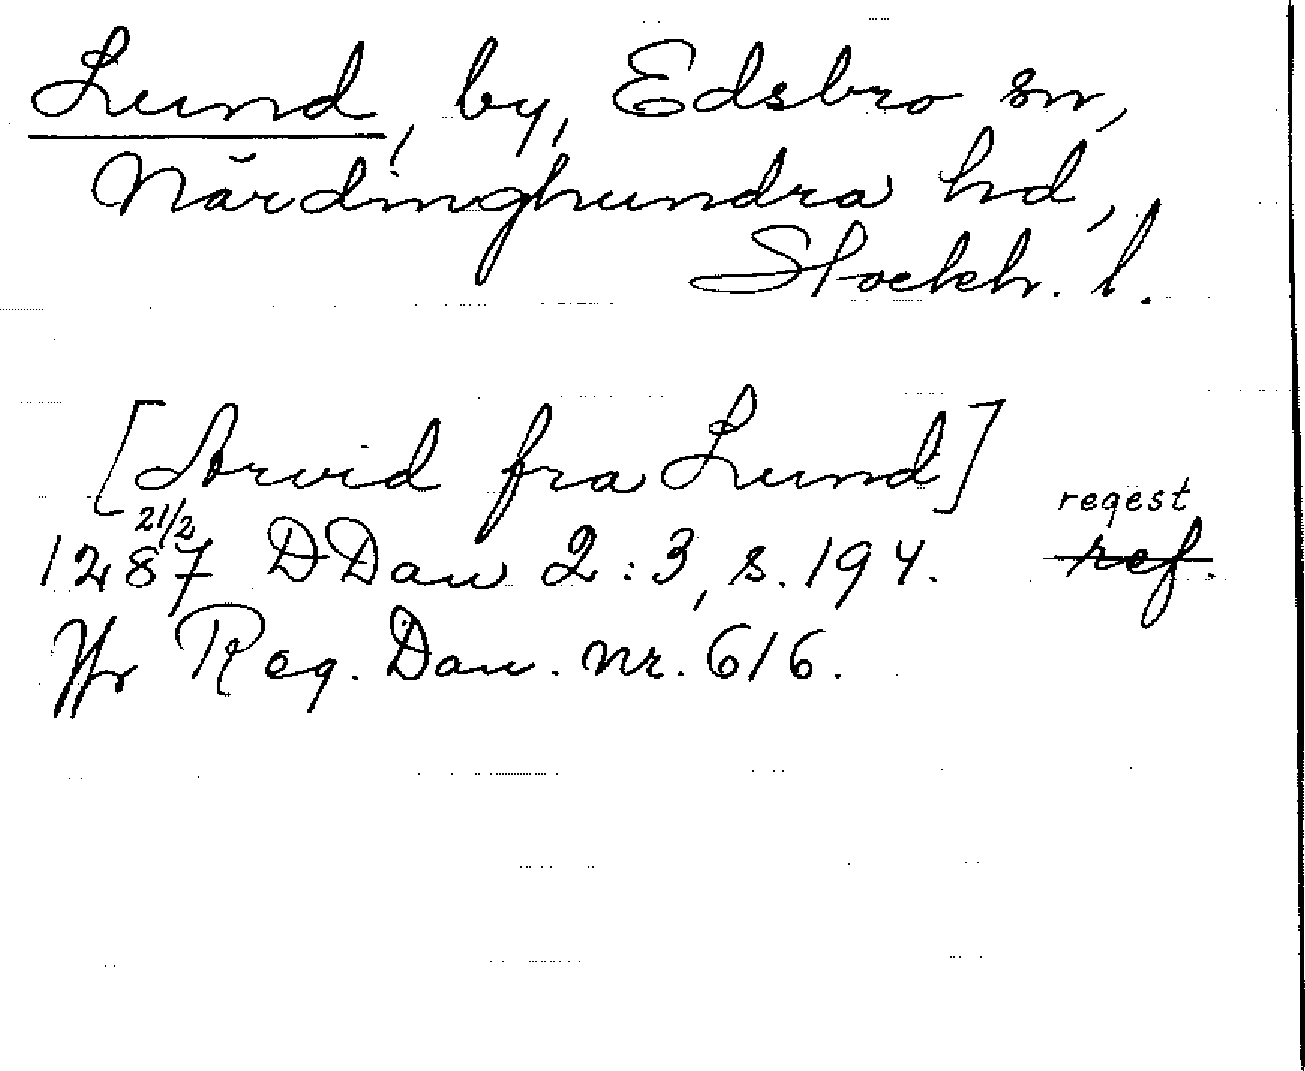 Lund, by, Edsbro sn,
Närdinghundra hd,
Stockh. l.
[Arvid fra Lund]
regest
1287 21/2 DDan 2:3, s. 194. ref.
Jfr Reg. Dan. nr. 616.